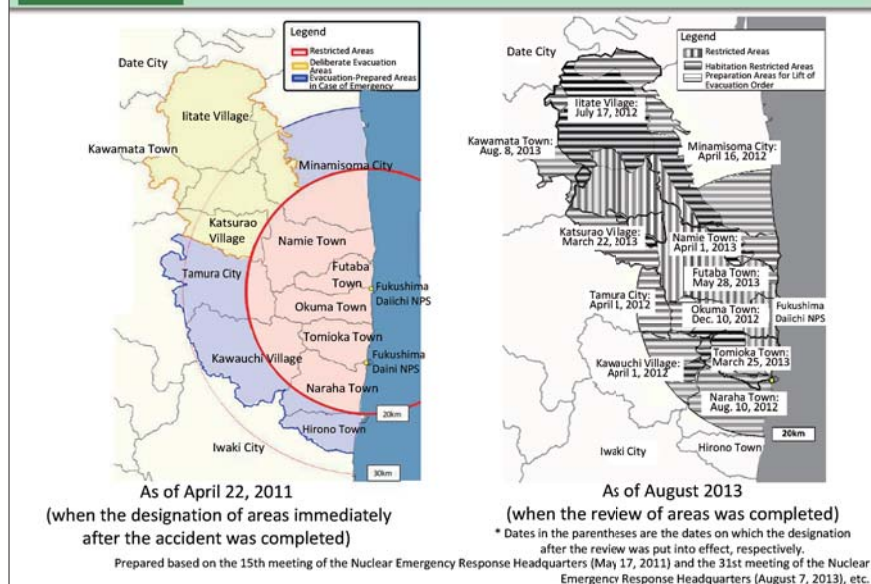 Legend
Restricted Areas
Deliberate Evacuation
Areas
Evacuation-Prepared Areas
in Case of Emergency
Date City
Iitate Village
Kawamata Town
Minamisoma City
Katsurao
Village
Namie Town
Tamura City
Futaba
Town
Fukushima
Daiichi NPS
Okuma Town
Tomioka Town
Kawauchi Village
Fukushima
Daini NPS
Naraha Town
20km
Hirono Town
Iwaki City
30km
As of April 22, 2011
(when the designation of areas immediately
after the accident was completed)
Legend
Restricted Areas
Habitation Restricted Areas
Preparation Areas for Lift of
Evacuation Order
Date City
Iitate Village:
July 17, 2012
Kawamata Town:
Aug. 8, 2013
Minamisoma City:
April 16, 2012
Katsurao Village:
March 22, 2013
Namie Town:
April 1, 2013
Futaba Town:
May 28, 2013
Tamura City:
April 1, 2012
Okuma Town:
Dec. 10, 2012
Fukushima
Daiichi NPS
Tomioka Town:
March 25, 2013
Kawauchi Village:
April 1, 2012
Naraha Town:
Aug. 10, 2012
20km
Iwaki City
Hirono Town
As of August 2013
(when the review of areas was completed)
* Dates in the parentheses are the dates on which the designation
after the review was put into effect, respectively.
Prepared based on the 15th meeting of the Nuclear Emergency Response Headquarters (May 17, 2011) and the 31st meeting of the Nuclear
Emergency Response Headquarters (August 7, 2013), etc.